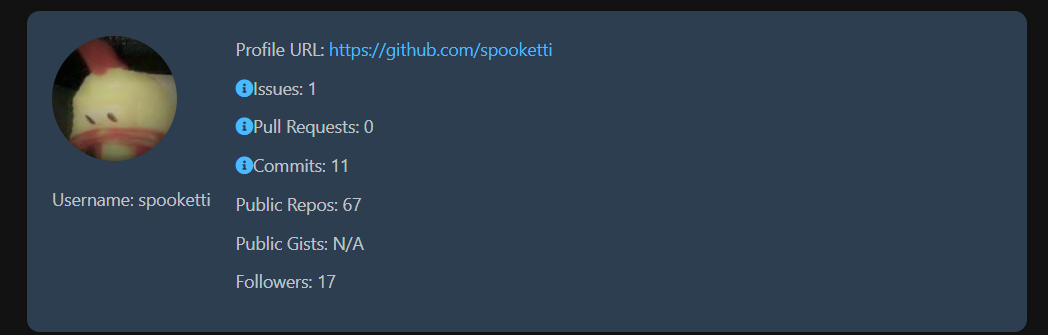 Profile URL: https://github.com/spooketti
Issues: 1
Pull Requests: 0
Commits: 11
Username: spooketti
Public Repos: 67
Public Gists: N/A
Followers: 17